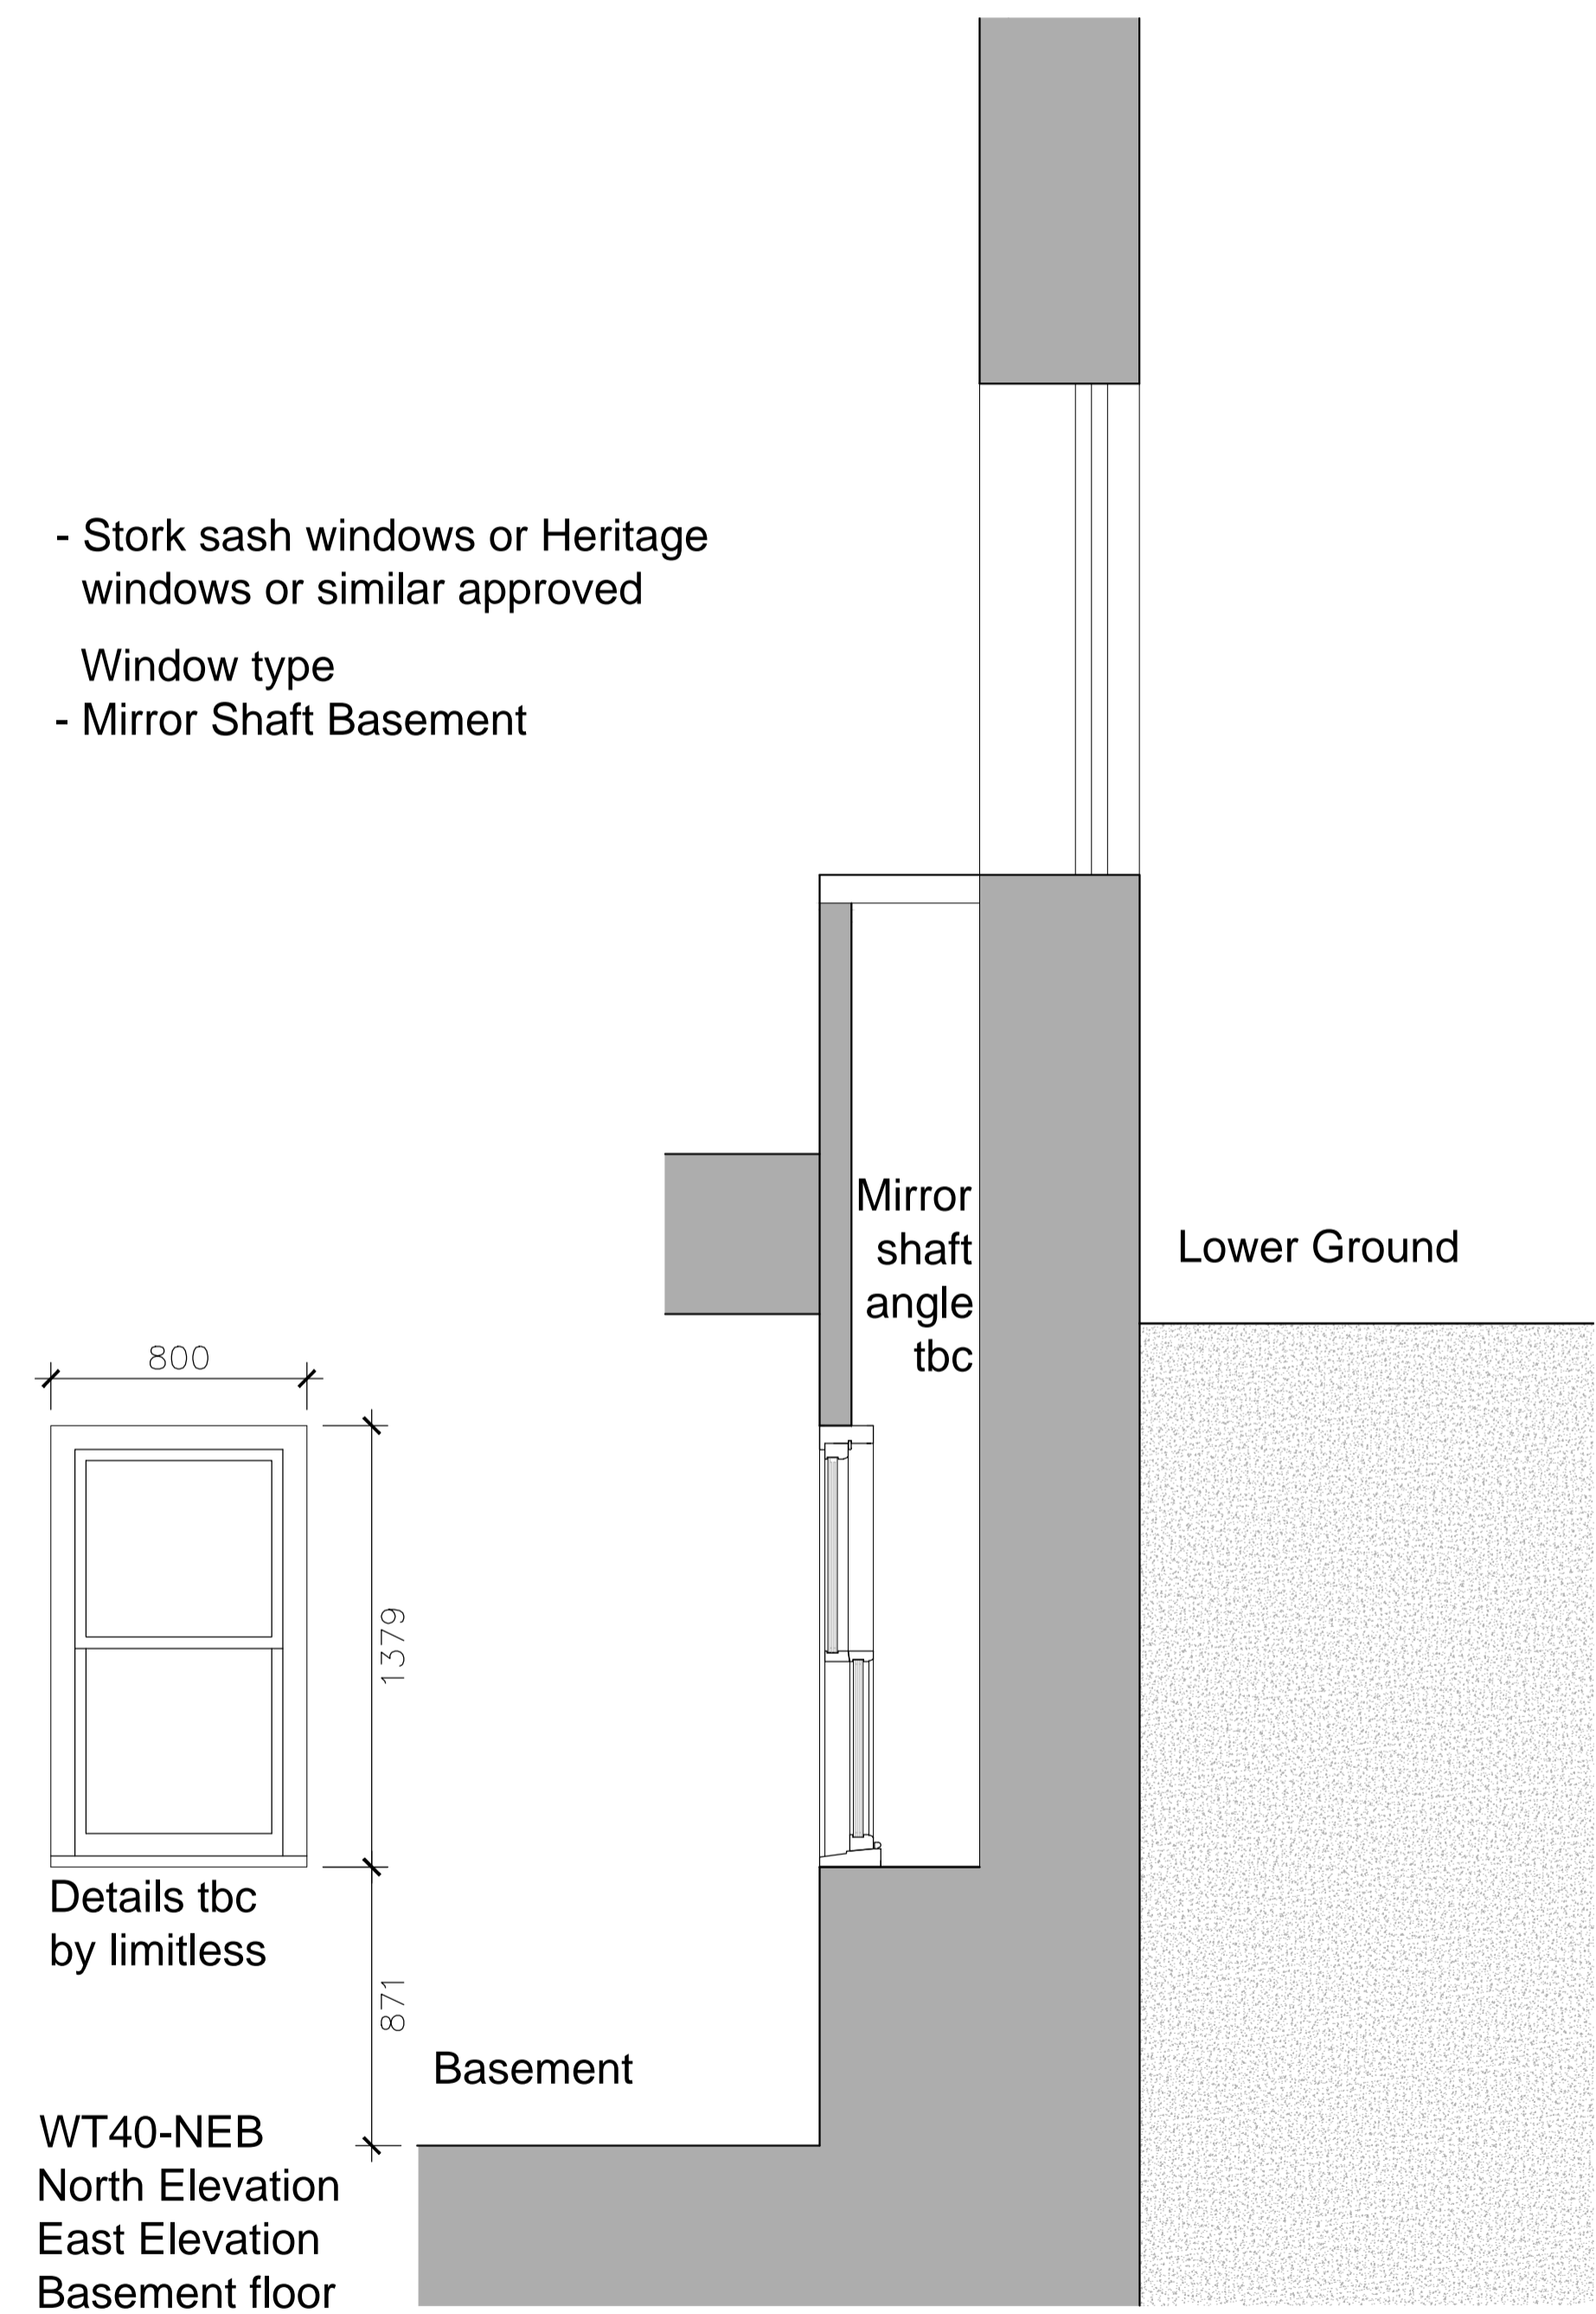 - Stork sash windows or Heritage
windows or similar approved
Window type
- Mirror Shaft Basement
Mirror
shaft
angle
tbc
Lower Ground
800
1379
Details tbc
by limitless
871
Basement
WT40-NEB
North Elevation
East Elevation
Basement floor